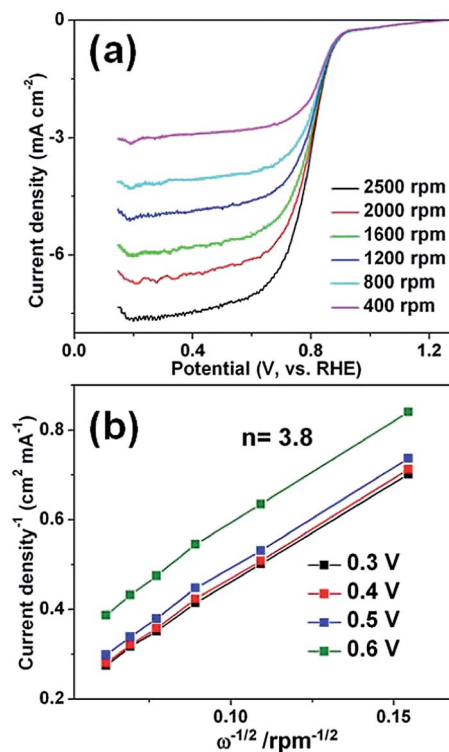 (a)
Current density (mA cm⁻²)
0
-3
-6
2500 rpm
2000 rpm
1600 rpm
1200 rpm
800 rpm
400 rpm
0.0 0.4 0.8 1.2
Potential (V, vs. RHE)
(b)
n= 3.8
Current density⁻¹ (cm² mA⁻¹)
0.8
0.6
0.4
0.2
0.3 V
0.4 V
0.5 V
0.6 V
0.10 0.15
ω⁻¹/² /rpm⁻¹/²